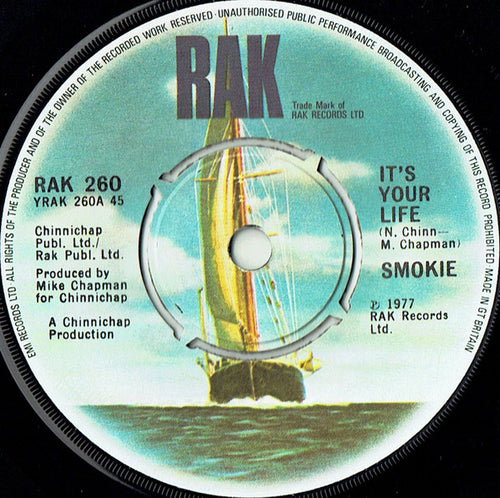 EMI RECORDS LTD · ALL RIGHTS OF THE PRODUCER AND OF THE OWNER OF THE RECORDED WORK RESERVED · UNAUTHORISED PUBLIC PERFORMANCE BROADCASTING AND COPYING OF THIS RECORD PROHIBITED · MADE IN GT BRITAIN
RAK
Trade Mark of
RAK RECORDS LTD
RAK 260
YRAK 260A 45
Chinnichap
Publ. Ltd./
Rak Publ. Ltd.
Produced by
Mike Chapman
for Chinnichap
A Chinnichap
Production
IT'S
YOUR
LIFE
(N. Chinn—
M. Chapman)
SMOKIE
℗ 1977
RAK Records
Ltd.